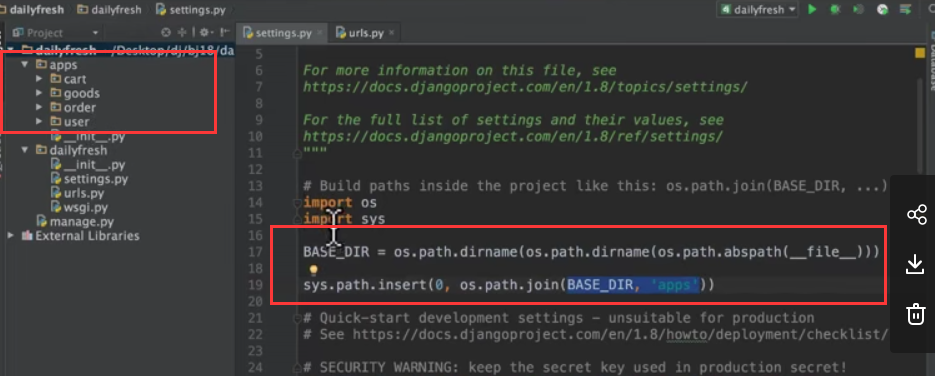 dailyfresh dailyfresh settings.py dailyfresh
Project settings.py urls.py
dailyfresh ~/Desktop/dj/bj18/da
apps
cart
goods
order
user
__init__.py
dailyfresh
__init__.py
settings.py
urls.py
wsgi.py
manage.py
External Libraries
5
6 For more information on this file, see
7 https://docs.djangoproject.com/en/1.8/topics/settings/
8
9 For the full list of settings and their values, see
10 https://docs.djangoproject.com/en/1.8/ref/settings/
11 """
12
13 # Build paths inside the project like this: os.path.join(BASE_DIR, ...)
14 import os
15 import sys
16
17 BASE_DIR = os.path.dirname(os.path.dirname(os.path.abspath(__file__)))
18
19 sys.path.insert(0, os.path.join(BASE_DIR, 'apps'))
20
21 # Quick-start development settings - unsuitable for production
22 # See https://docs.djangoproject.com/en/1.8/howto/deployment/checklist/
23
24 # SECURITY WARNING: keep the secret key used in production secret!